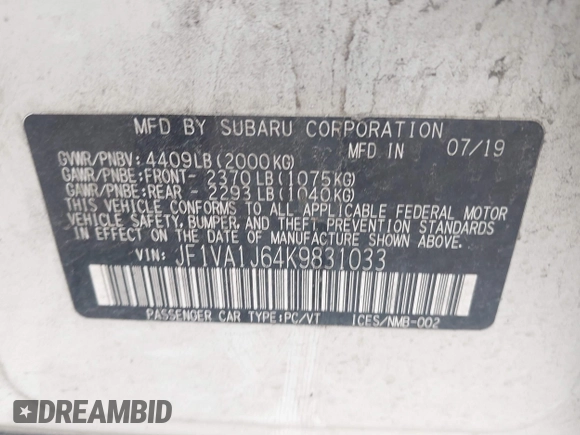 MFD BY SUBARU CORPORATION
MFD IN 07/19
GVWR/PNBV: 4409LB (2000KG)
GAWR/PNBE:FRONT- 2370LB (1075KG)
GAWR/PNBE:REAR - 2293LB (1040KG)
THIS VEHICLE CONFORMS TO ALL APPLICABLE FEDERAL MOTOR
VEHICLE SAFETY, BUMPER, AND THEFT PREVENTION STANDARDS
IN EFFECT ON THE DATE OF MANUFACTURE SHOWN ABOVE.
VIN: JF1VA1J64K9831033
PASSENGER CAR TYPE:PC/VT ICES/NMB-002
DREAMBID